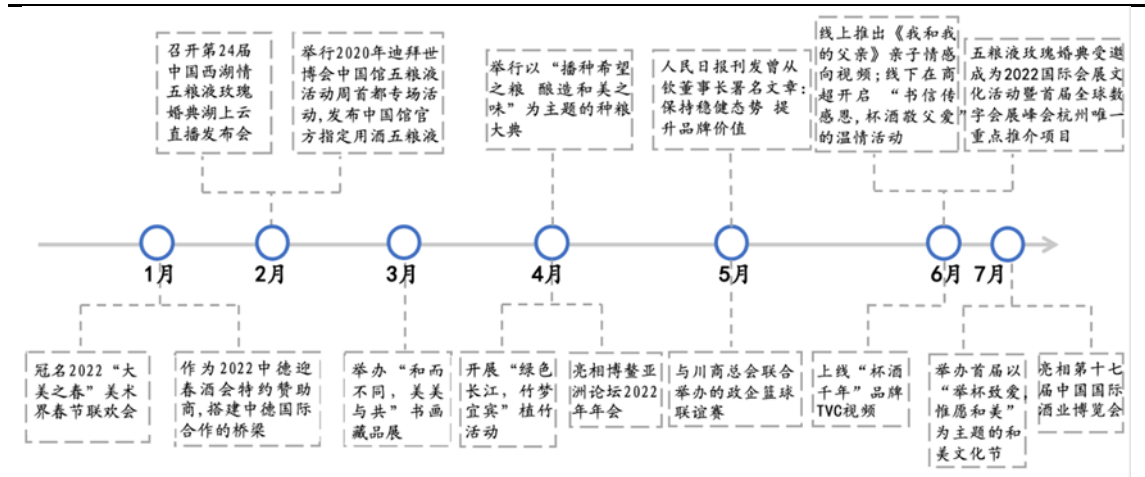 召开第24届
中国西湖情
五粮液玫瑰
婚典湖上云
直播发布会
举行2020年迪拜世
博会中国馆五粮液
活动周首都专场活
动,发布中国馆官
方指定用酒五粮液
举行以“播种希望
之粮 酿造和美之
味”为主题的种粮
大典
人民日报刊发曾从
钦董事长署名文章:
保持稳健态势 提
升品牌价值
线上推出《我和我
的父亲》亲子情感
向视频;线下在商
超开启 “书信传
感恩,杯酒敬父爱”
的温情活动
五粮液玫瑰婚典受邀
成为2022国际会展文
化活动暨首届全球数
字会展峰会杭州唯一
重点推介项目
1月
2月
3月
4月
5月
6月
7月
冠名2022“大
美之春”美术
界春节联欢会
作为2022中德迎
春酒会特约赞助
商,搭建中德国际
合作的桥梁
举办“和而
不同,美美
与共”书画
藏品展
开展“绿色
长江,竹梦
宜宾”植竹
活动
亮相博鳌亚
洲论坛2022
年年会
与川商总会联合
举办的政企篮球
联谊赛
上线“杯酒
千年”品牌
TVC视频
举办首届以
“举杯致爱,
惟愿和美”
为主题的和
美文化节
亮相第十七
届中国国际
酒业博览会